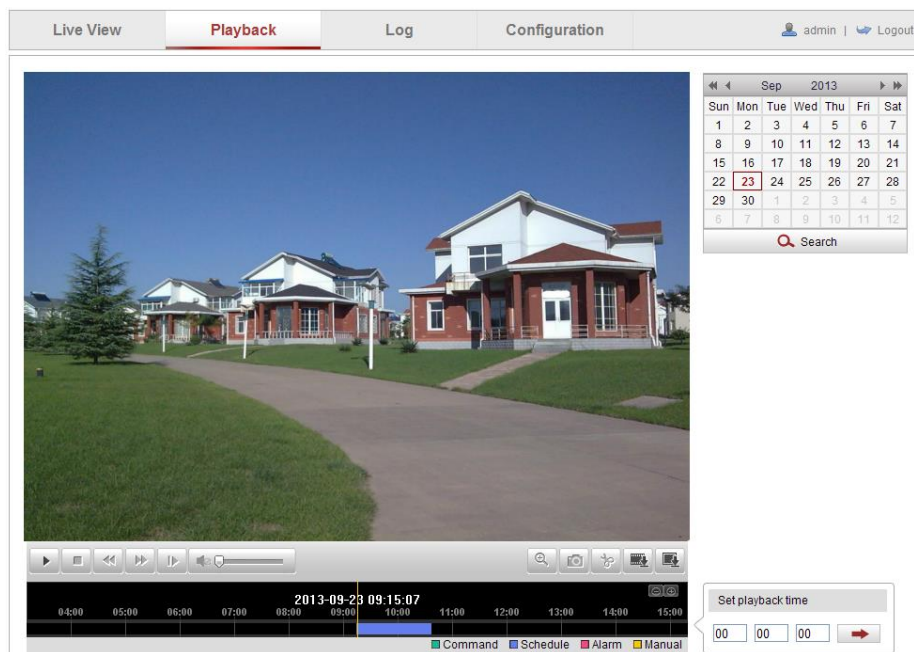 Live View Playback Log Configuration admin | Logout
Sep 2013
Sun Mon Tue Wed Thu Fri Sat
1 2 3 4 5 6 7
8 9 10 11 12 13 14
15 16 17 18 19 20 21
22 23 24 25 26 27 28
29 30 1 2 3 4 5
6 7 8 9 10 11 12
Search
2013-09-23 09:15:07
04:00 05:00 06:00 07:00 08:00 09:00 10:00 11:00 12:00 13:00 14:00 15:00
Command Schedule Alarm Manual
Set playback time
00 00 00